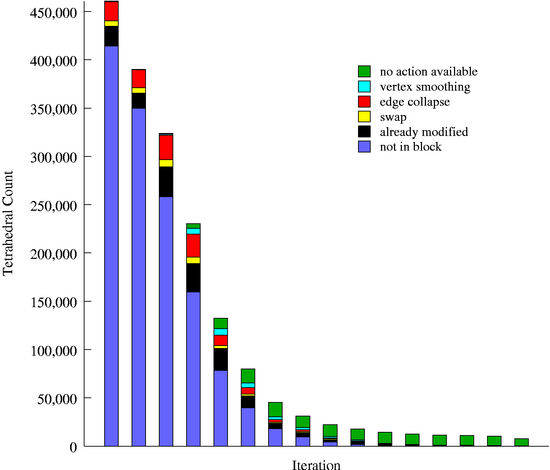 450,000
400,000
350,000
300,000
250,000
200,000
150,000
100,000
50,000
0
Tetrahedral Count
no action available
vertex smoothing
edge collapse
swap
already modified
not in block
Iteration